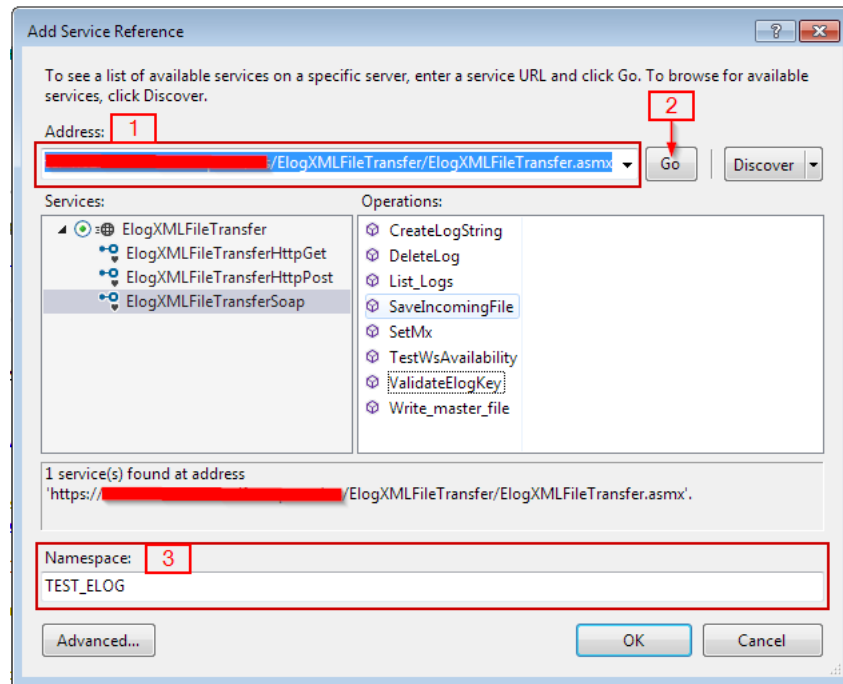 Add Service Reference
To see a list of available services on a specific server, enter a service URL and click Go. To browse for available
services, click Discover.
2
Address: 1
/ElogXMLFileTransfer/ElogXMLFileTransfer.asmx Go Discover
Services: Operations:
ElogXMLFileTransfer
ElogXMLFileTransferHttpGet
ElogXMLFileTransferHttpPost
ElogXMLFileTransferSoap
CreateLogString
DeleteLog
List_Logs
SaveIncomingFile
SetMx
TestWsAvailability
ValidateElogKey
Write_master_file
1 service(s) found at address
'https:// /ElogXMLFileTransfer/ElogXMLFileTransfer.asmx'.
Namespace: 3
TEST_ELOG
Advanced... OK Cancel